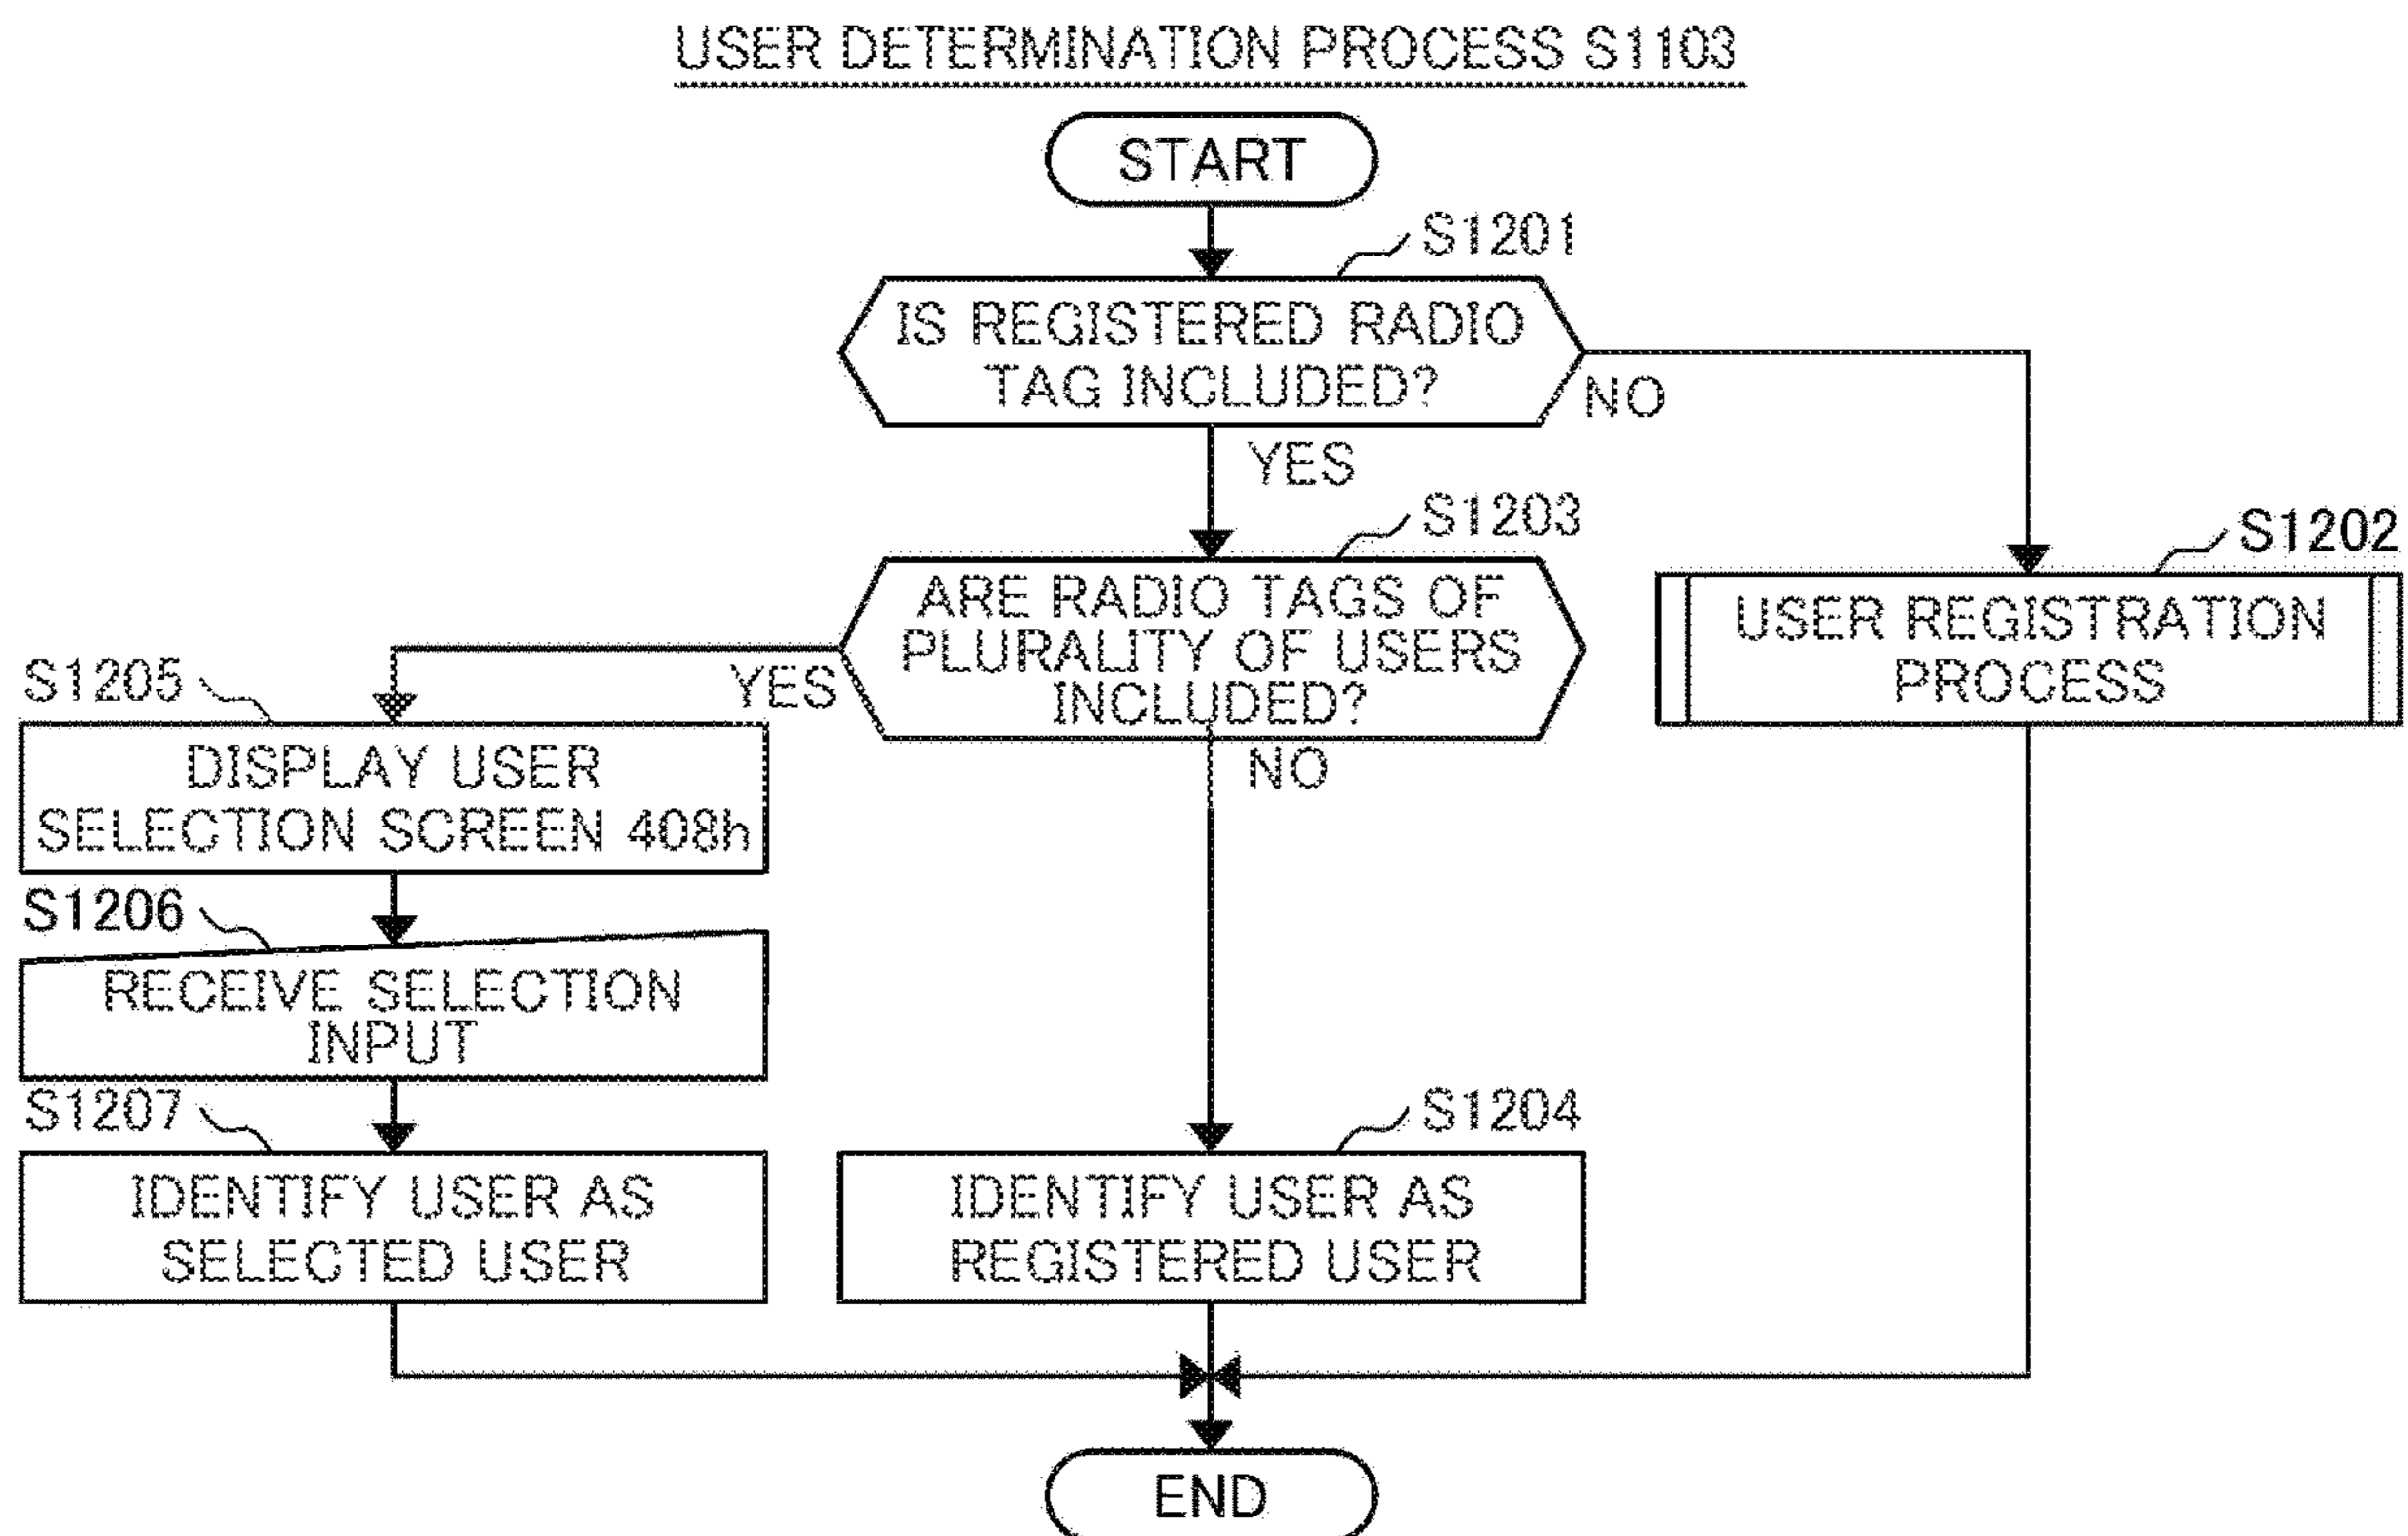 USER DETERMINATION PROCESS S1103
START
S1201
IS REGISTERED RADIO
TAG INCLUDED?
NO
YES
S1203
ARE RADIO TAGS OF
PLURALITY OF USERS
INCLUDED?
YES
NO
S1202
USER REGISTRATION
PROCESS
S1205
DISPLAY USER
SELECTION SCREEN 408h
S1206
RECEIVE SELECTION
INPUT
S1207
IDENTIFY USER AS
SELECTED USER
S1204
IDENTIFY USER AS
REGISTERED USER
END